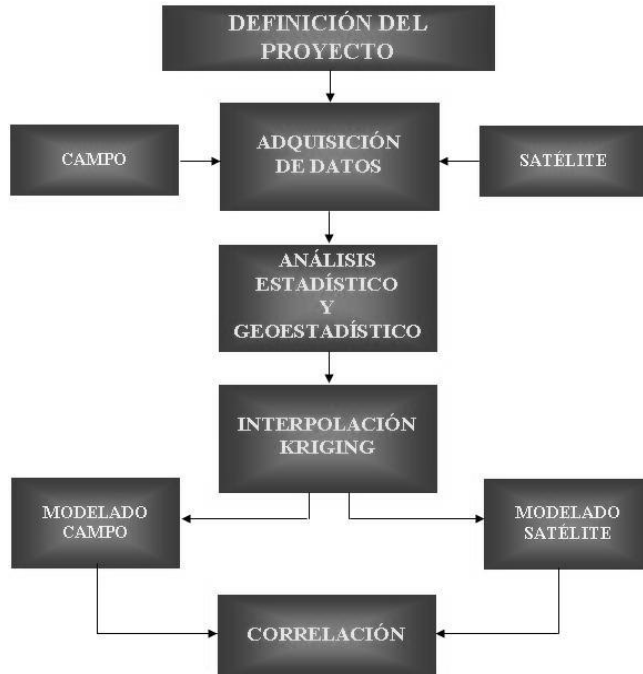 DEFINICIÓN DEL
PROYECTO
CAMPO
ADQUISICIÓN
DE DATOS
SATÉLITE
ANÁLISIS
ESTADÍSTICO
Y
GEOESTADÍSTICO
INTERPOLACIÓN
KRIGING
MODELADO
CAMPO
MODELADO
SATÉLITE
CORRELACIÓN